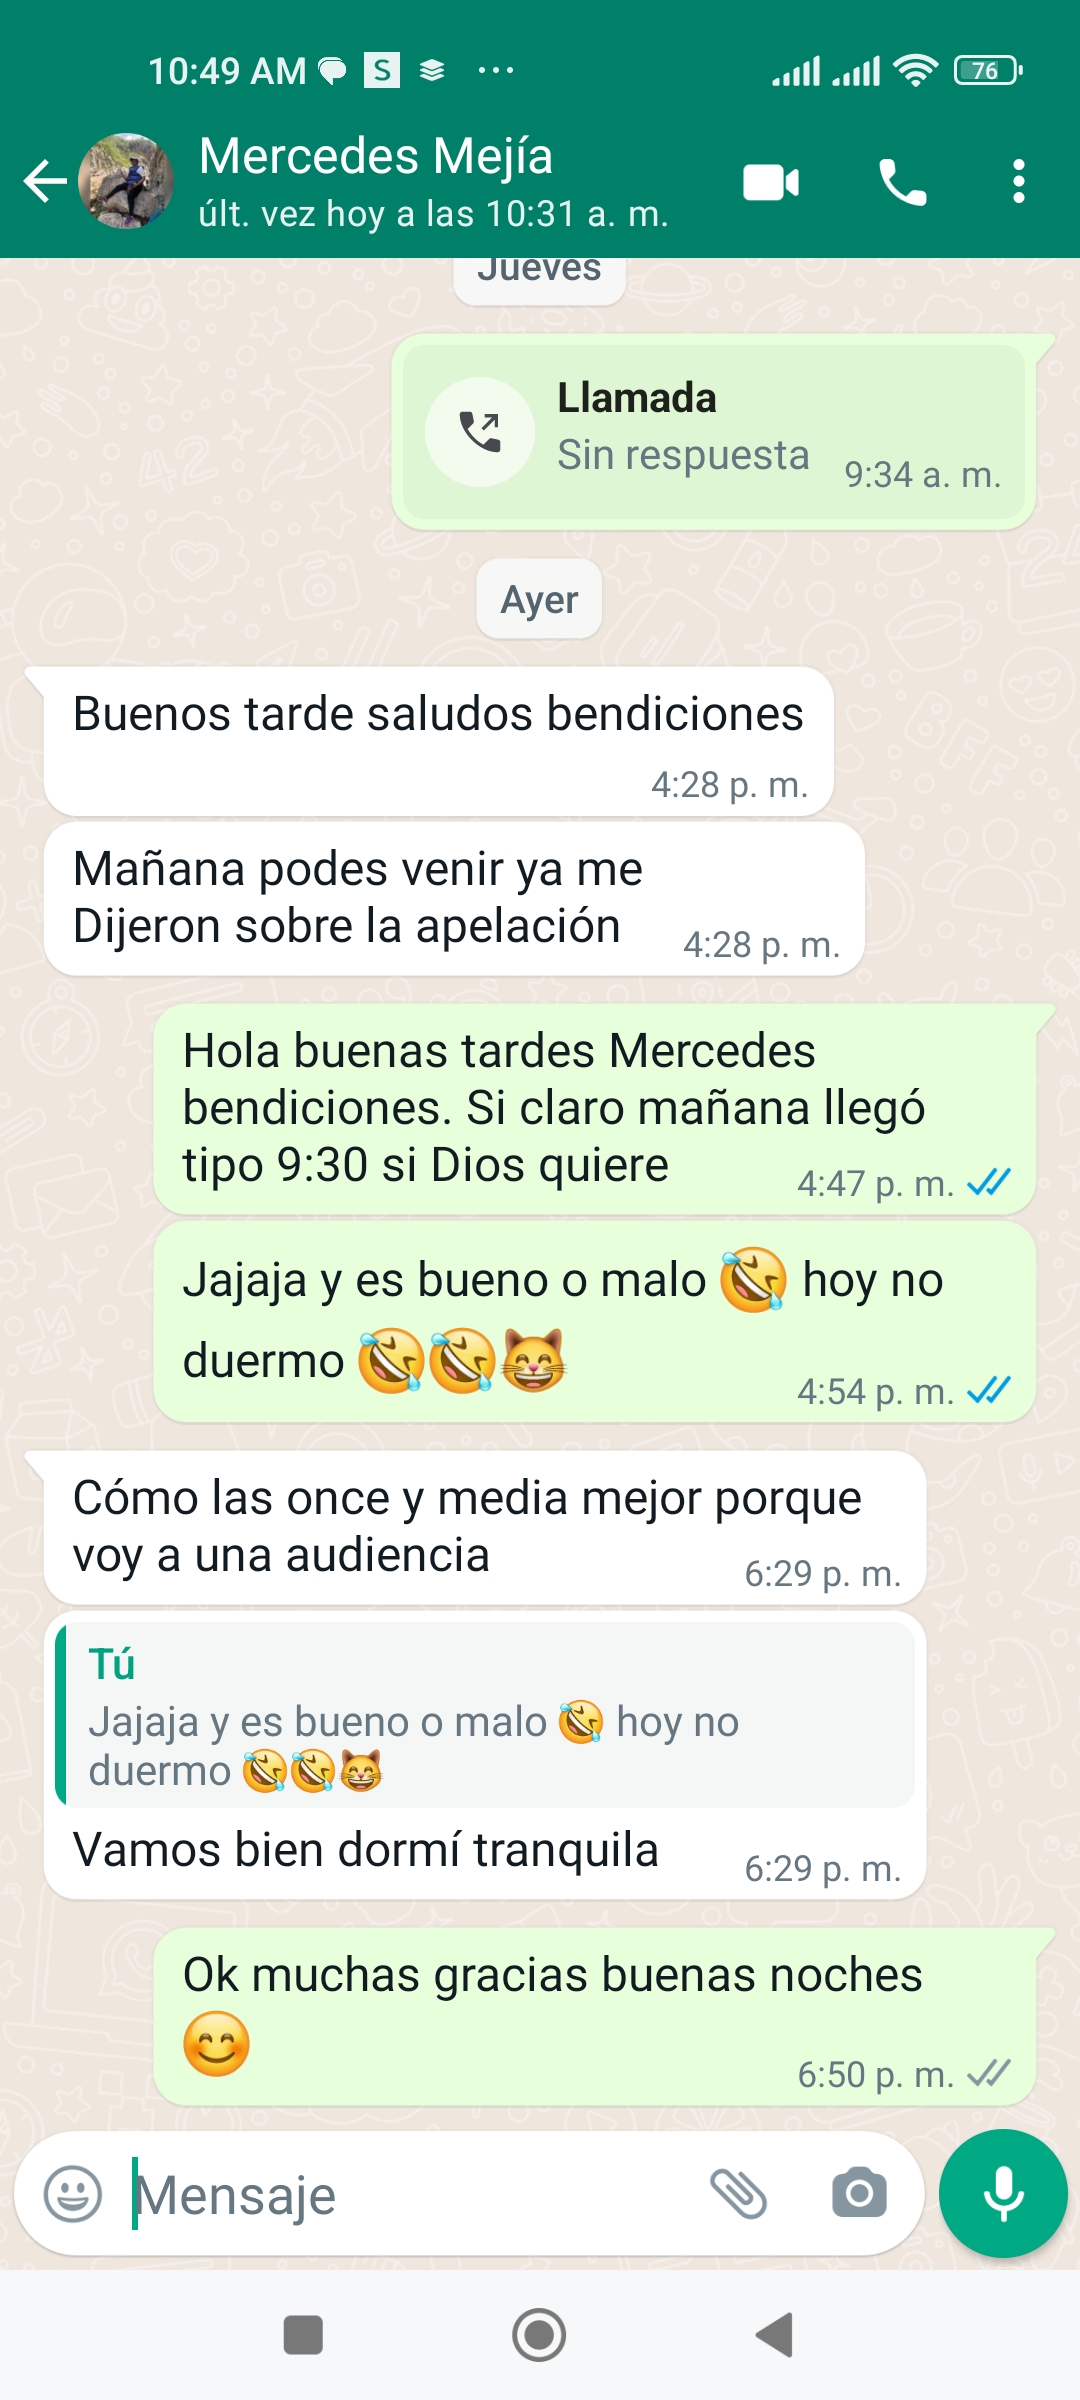 10:49 AM S ... 76
Mercedes Mejía
últ. vez hoy a las 10:31 a. m.
Jueves
Llamada
Sin respuesta 9:34 a. m.
Ayer
Buenos tarde saludos bendiciones
4:28 p. m.
Mañana podes venir ya me
Dijeron sobre la apelación 4:28 p. m.
Hola buenas tardes Mercedes
bendiciones. Si claro mañana llegó
tipo 9:30 si Dios quiere 4:47 p. m.
Jajaja y es bueno o malo 🤣 hoy no
duermo 🤣🤣😸
4:54 p. m.
Cómo las once y media mejor porque
voy a una audiencia 6:29 p. m.
Tú
Jajaja y es bueno o malo 🤣 hoy no
duermo 🤣🤣😸
Vamos bien dormí tranquila 6:29 p. m.
Ok muchas gracias buenas noches
😊
6:50 p. m.
Mensaje